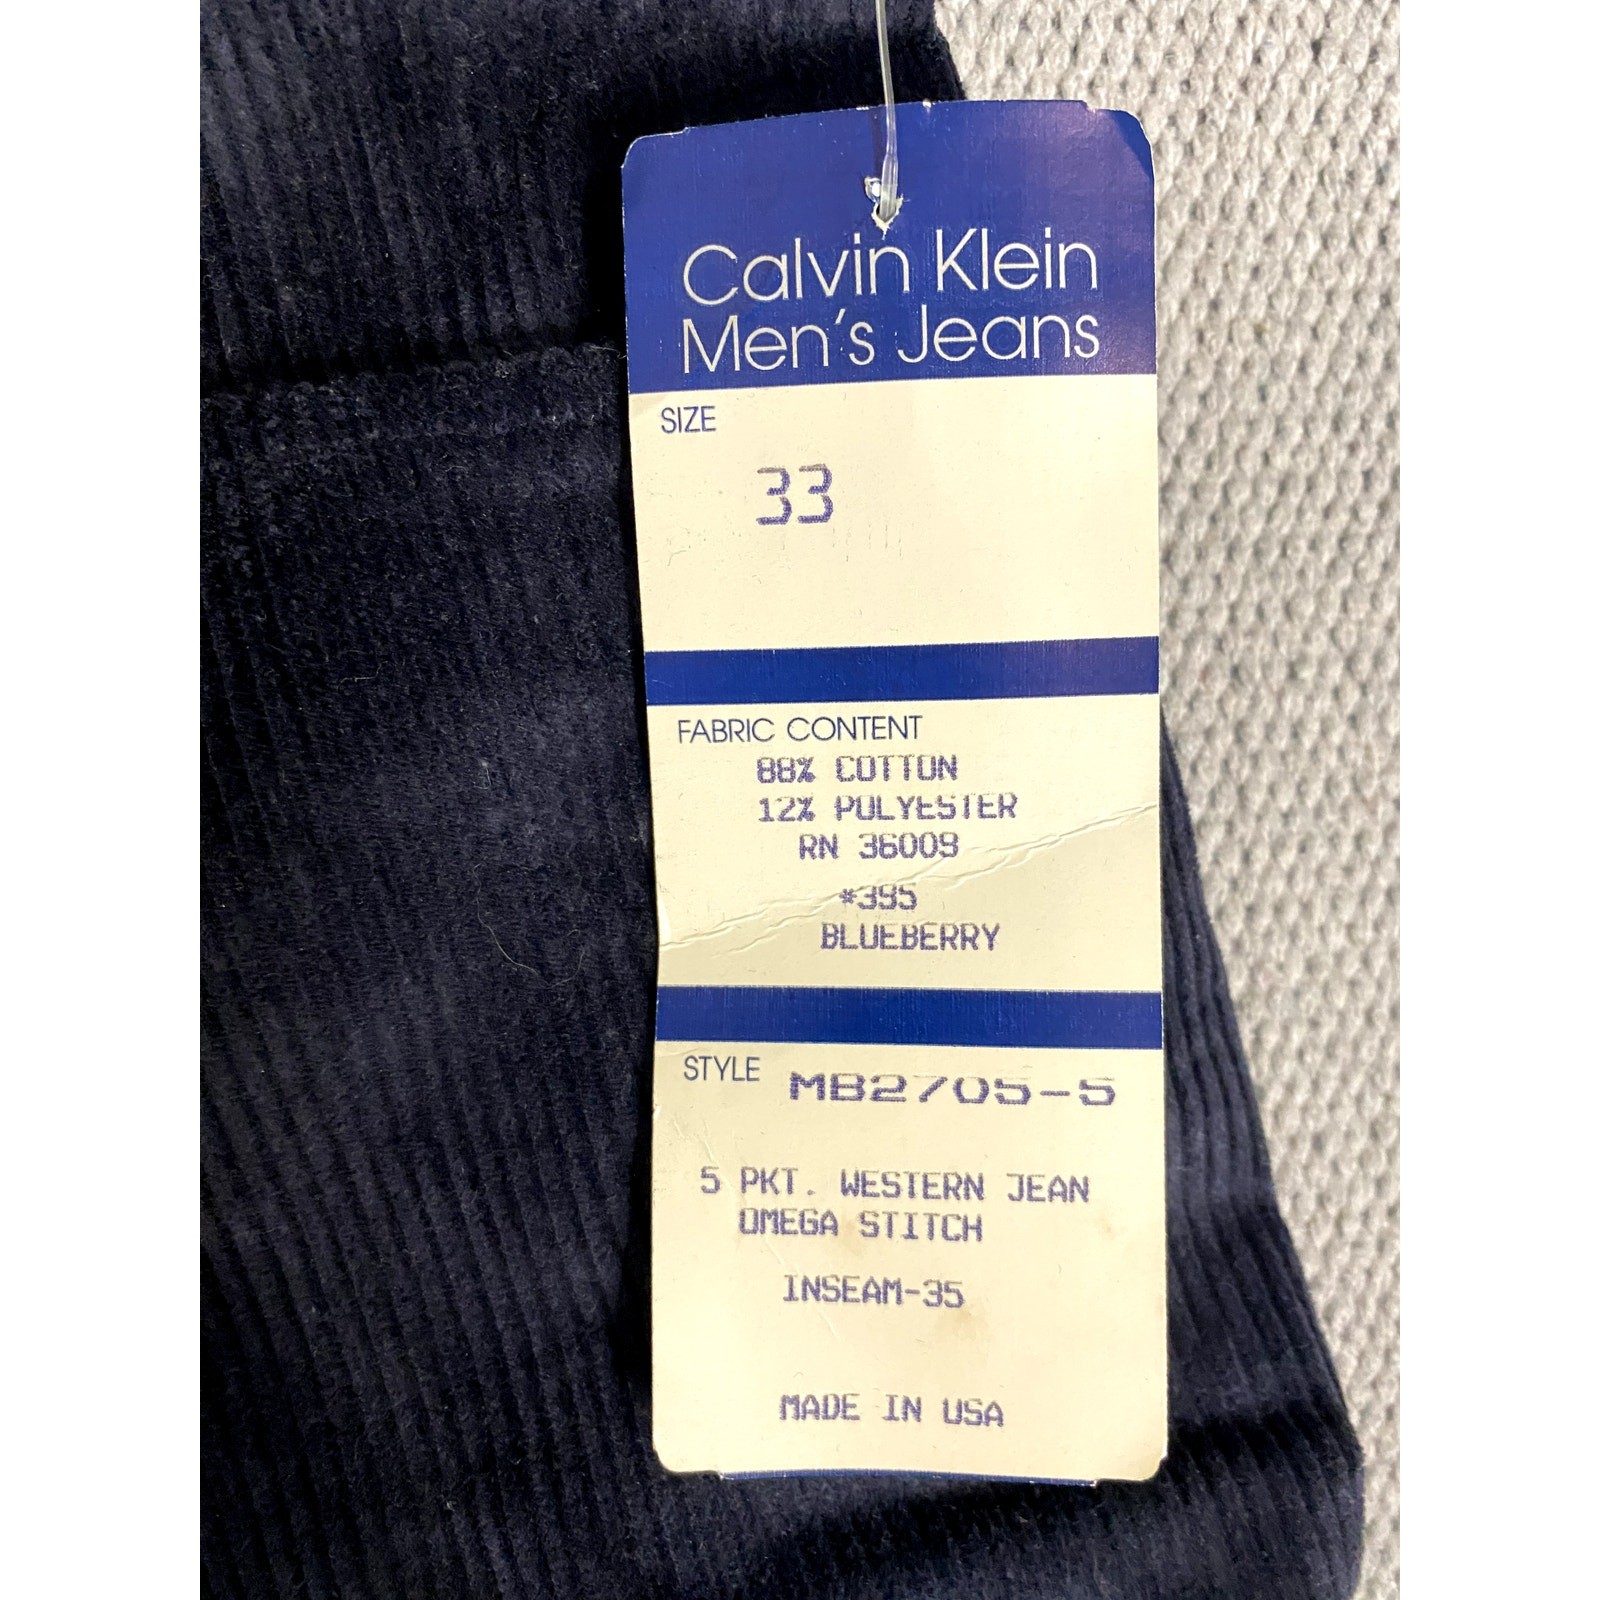 Calvin Klein
Men's Jeans
SIZE
33
FABRIC CONTENT
88% COTTON
12% POLYESTER
RN 36009
#395
BLUEBERRY
STYLE MB2705-5
5 PKT. WESTERN JEAN
OMEGA STITCH
INSEAM-35
MADE IN USA